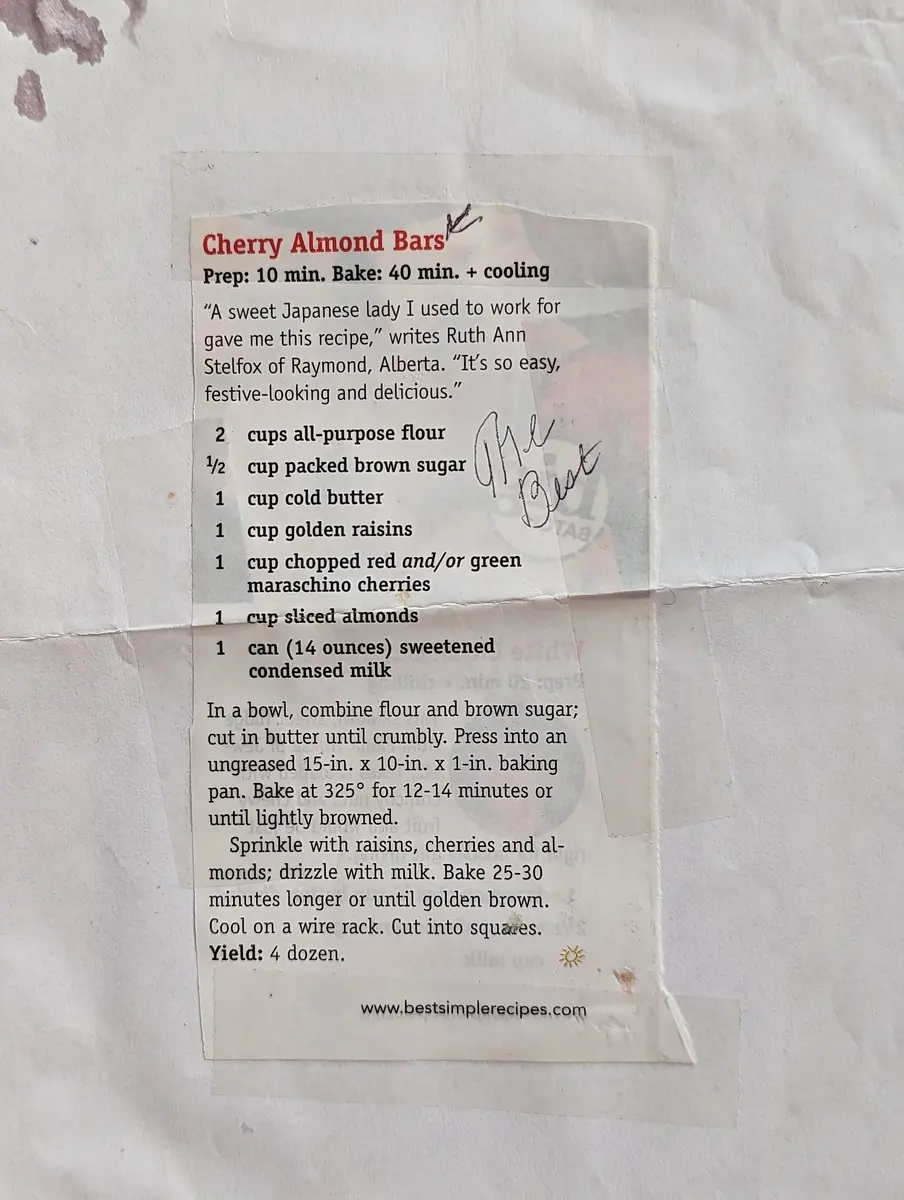 Cherry Almond Bars
Prep: 10 min. Bake: 40 min. + cooling
“A sweet Japanese lady I used to work for
gave me this recipe,” writes Ruth Ann
Stelfox of Raymond, Alberta. “It’s so easy,
festive-looking and delicious.”
2 cups all-purpose flour
1/2 cup packed brown sugar
1 cup cold butter
1 cup golden raisins
1 cup chopped red and/or green
maraschino cherries
1 cup sliced almonds
1 can (14 ounces) sweetened
condensed milk
The
Best
In a bowl, combine flour and brown sugar;
cut in butter until crumbly. Press into an
ungreased 15-in. x 10-in. x 1-in. baking
pan. Bake at 325° for 12-14 minutes or
until lightly browned.
Sprinkle with raisins, cherries and al-
monds; drizzle with milk. Bake 25-30
minutes longer or until golden brown.
Cool on a wire rack. Cut into squares.
Yield: 4 dozen.
www.bestsimplerecipes.com